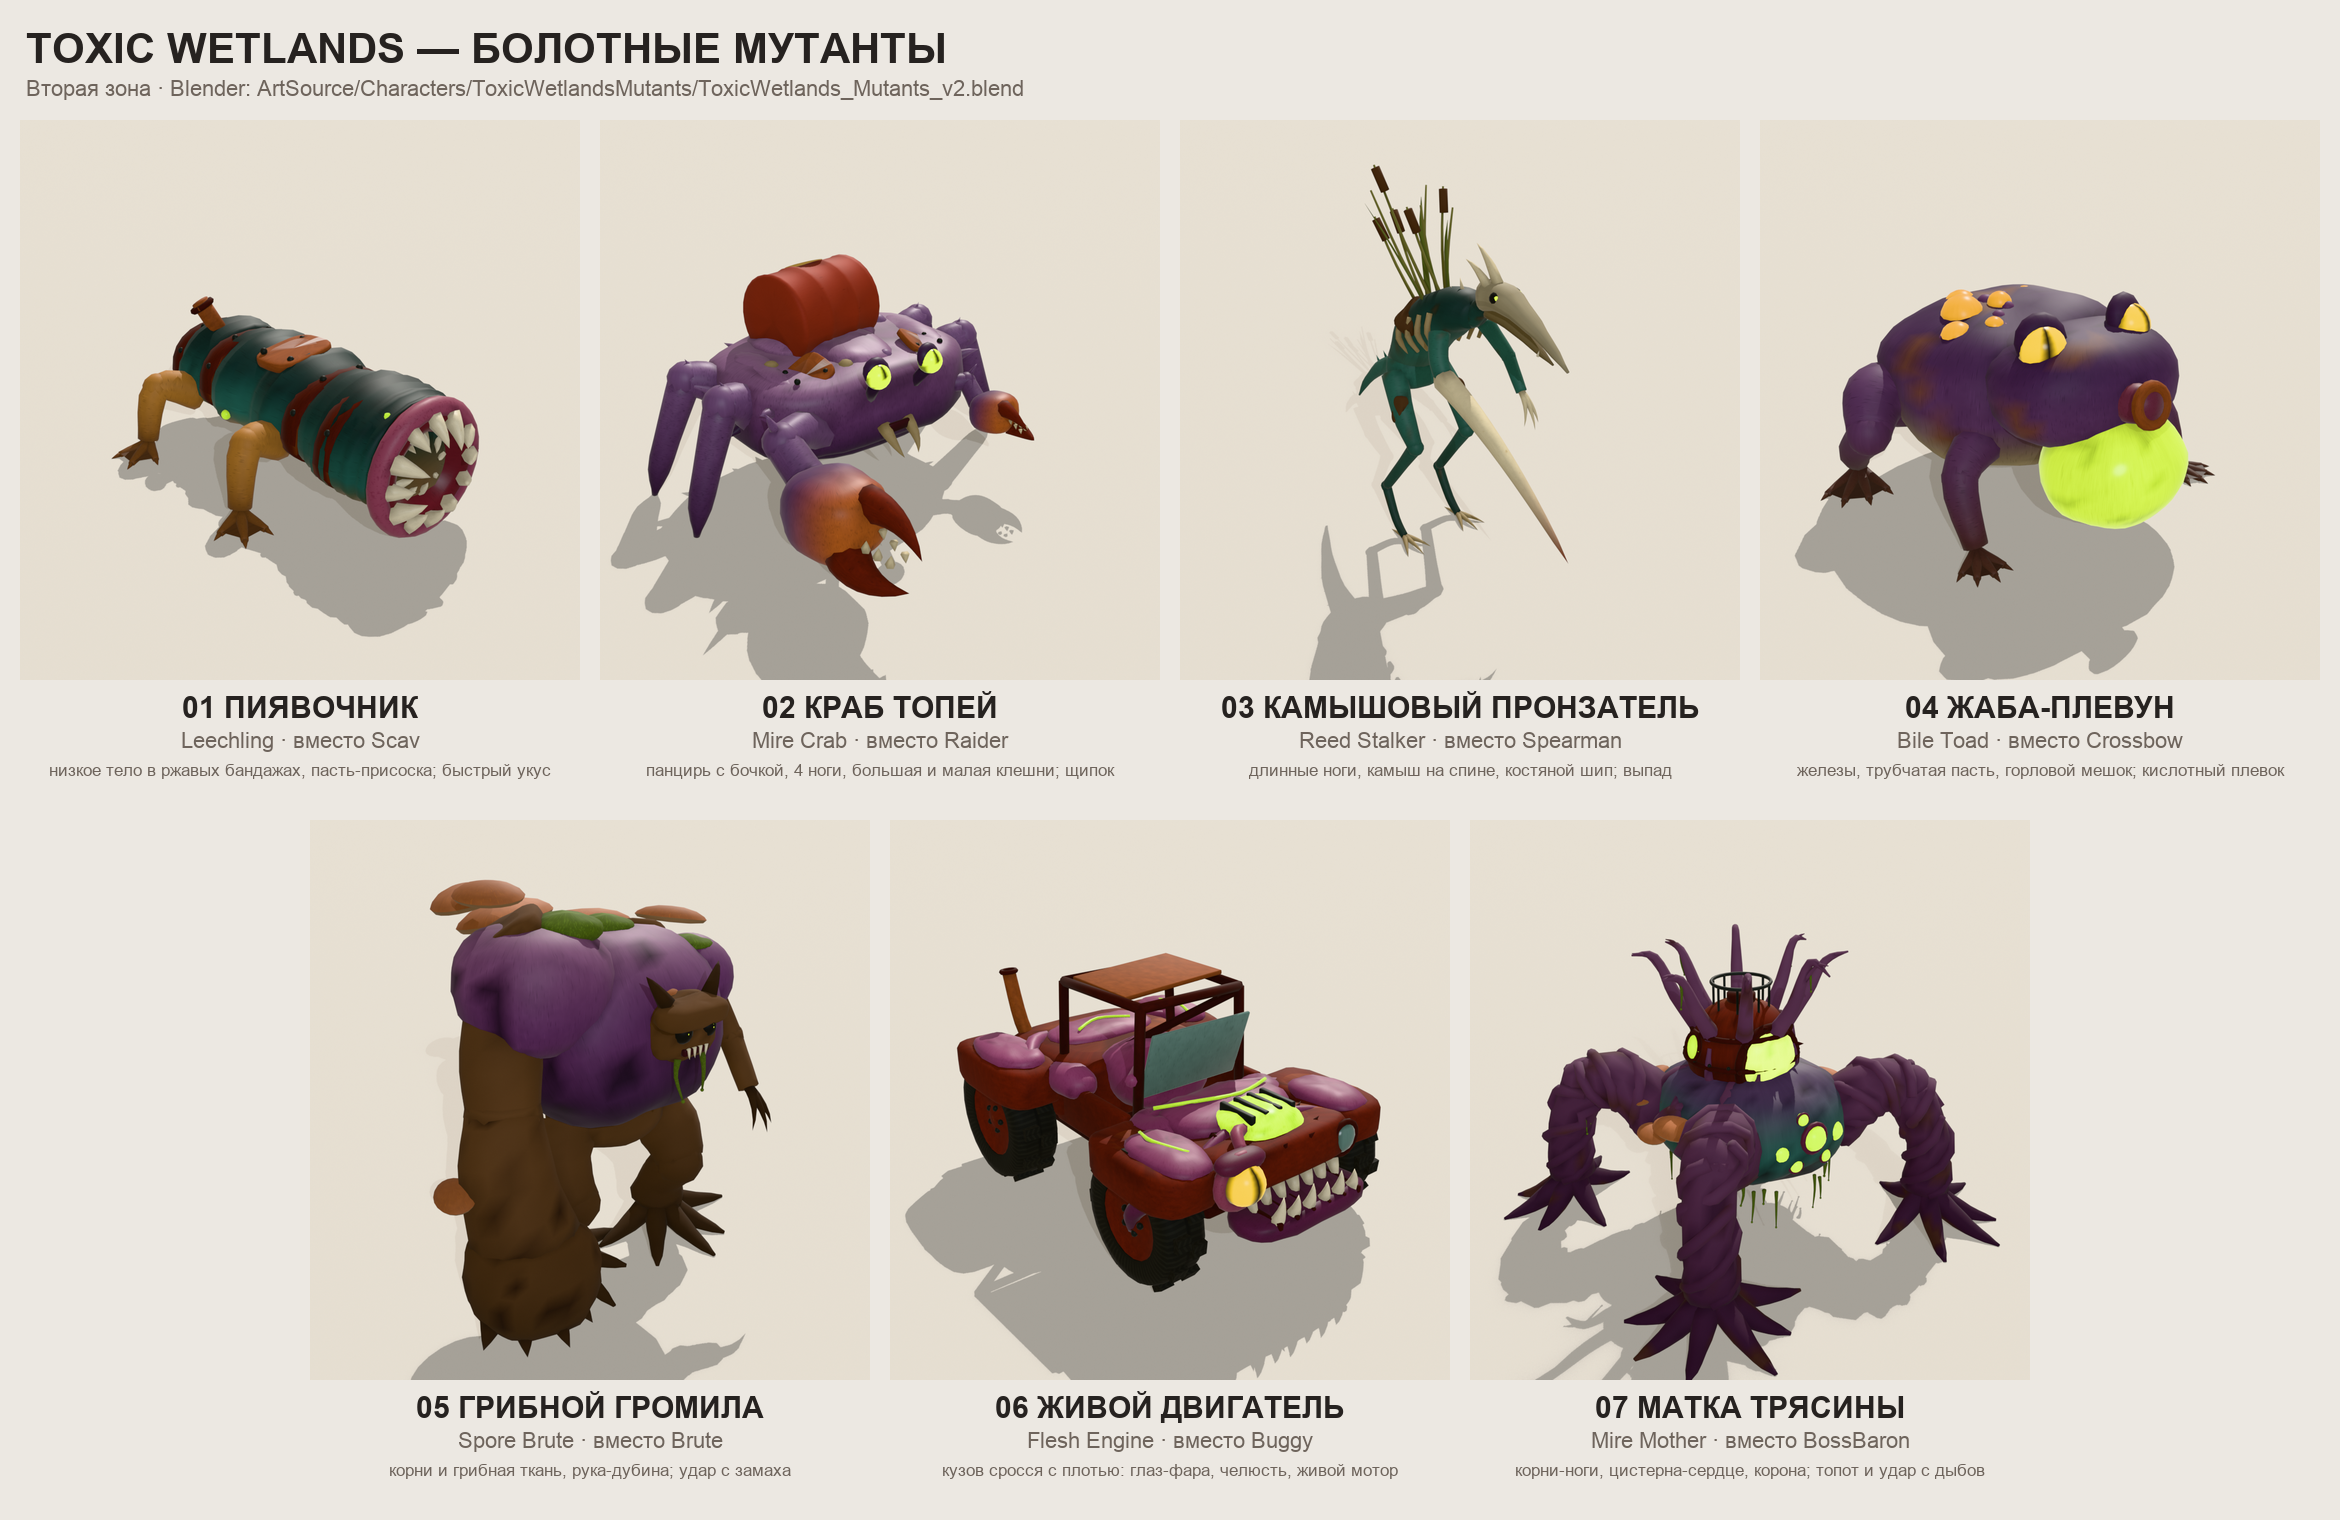 TOXIC WETLANDS — БОЛОТНЫЕ МУТАНТЫ
Вторая зона · Blender: ArtSource/Characters/ToxicWetlandsMutants/ToxicWetlands_Mutants_v2.blend
01 ПИЯВОЧНИК
Leechling · вместо Scav
низкое тело в ржавых бандажах, пасть-присоска; быстрый укус
02 КРАБ ТОПЕЙ
Mire Crab · вместо Raider
панцирь с бочкой, 4 ноги, большая и малая клешни; щипок
03 КАМЫШОВЫЙ ПРОНЗАТЕЛЬ
Reed Stalker · вместо Spearman
длинные ноги, камыш на спине, костяной шип; выпад
04 ЖАБА-ПЛЕВУН
Bile Toad · вместо Crossbow
железы, трубчатая пасть, горловой мешок; кислотный плевок
05 ГРИБНОЙ ГРОМИЛА
Spore Brute · вместо Brute
корни и грибная ткань, рука-дубина; удар с замаха
06 ЖИВОЙ ДВИГАТЕЛЬ
Flesh Engine · вместо Buggy
кузов сросся с плотью: глаз-фара, челюсть, живой мотор
07 МАТКА ТРЯСИНЫ
Mire Mother · вместо BossBaron
корни-ноги, цистерна-сердце, корона; топот и удар с дыбов